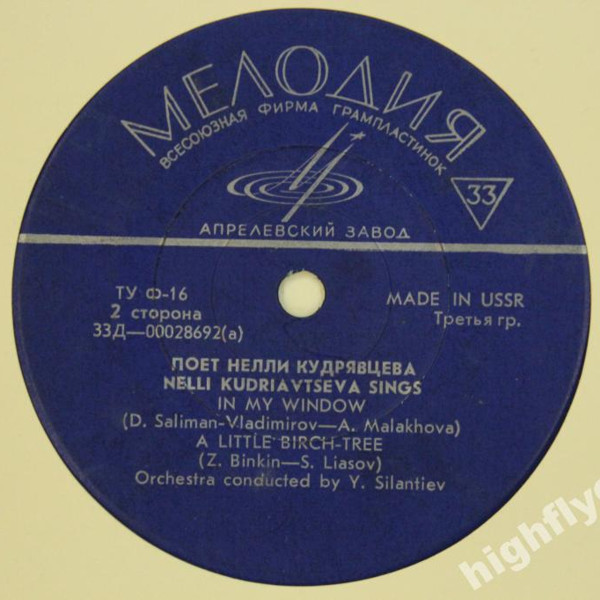 МЕЛОДИЯ
ВСЕСОЮЗНАЯ ФИРМА ГРАМПЛАСТИНОК
33
АПРЕЛЕВСКИЙ ЗАВОД
ТУ Ф-16
2 сторона
33Д—00028692(а)
MADE IN USSR
Третья гр.
ПОЕТ НЕЛЛИ КУДРЯВЦЕВА
NELLI KUDRIAVTSEVA SINGS
IN MY WINDOW
(D. Saliman-Vladimirov—A. Malakhova)
A LITTLE BIRCH-TREE
(Z. Binkin—S. Liasov)
Orchestra conducted by Y. Silantiev